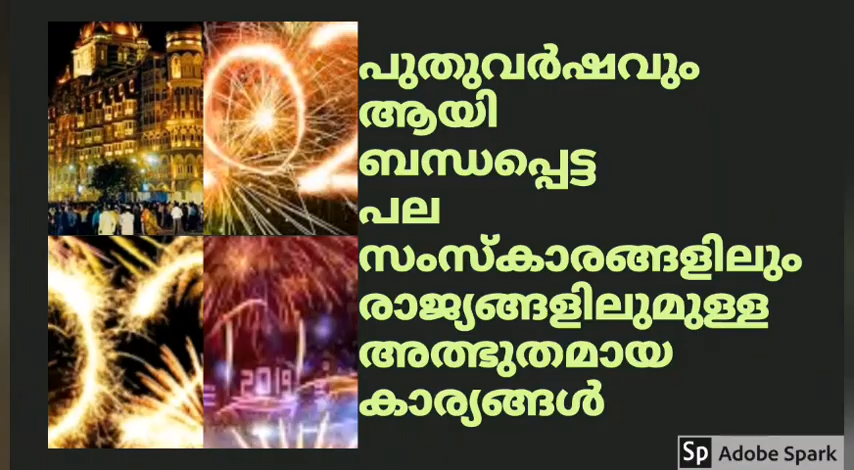 പുതുവർഷവും
ആയി
ബന്ധപ്പെട്ട
പല
സംസ്കാരങ്ങളിലും
രാജ്യങ്ങളിലുമുള്ള
അത്ഭുതമായ
കാര്യങ്ങൾ
2019
Sp Adobe Spark